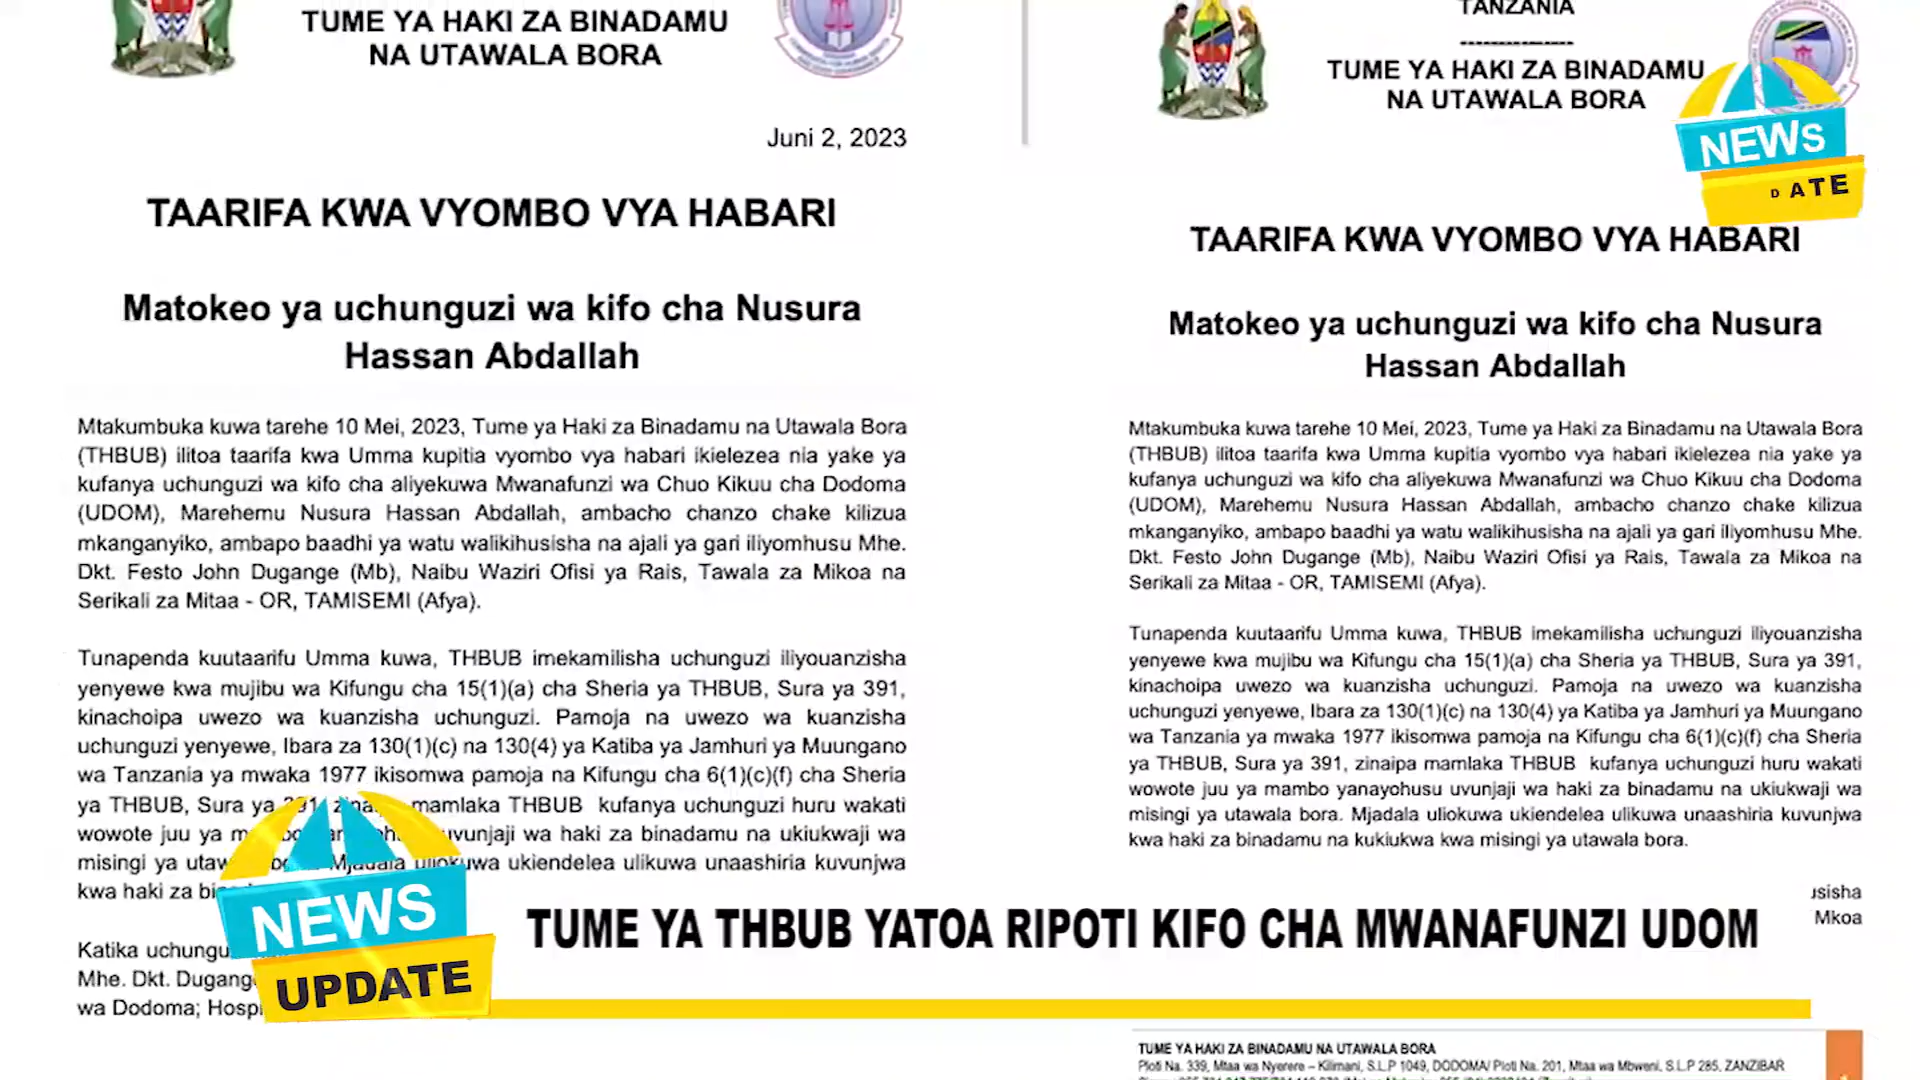 TUME YA HAKI ZA BINADAMU
NA UTAWALA BORA
Juni 2, 2023
TAARIFA KWA VYOMBO VYA HABARI
Matokeo ya uchunguzi wa kifo cha Nusura
Hassan Abdallah
Mtakumbuka kuwa tarehe 10 Mei, 2023, Tume ya Haki za Binadamu na Utawala Bora
(THBUB) ilitoa taarifa kwa Umma kupitia vyombo vya habari ikielezea nia yake ya
kufanya uchunguzi wa kifo cha aliyekuwa Mwanafunzi wa Chuo Kikuu cha Dodoma
(UDOM), Marehemu Nusura Hassan Abdallah, ambacho chanzo chake kilizua
mkanganyiko, ambapo baadhi ya watu walikihusisha na ajali ya gari iliyomhusu Mhe.
Dkt. Festo John Dugange (Mb), Naibu Waziri Ofisi ya Rais, Tawala za Mikoa na
Serikali za Mitaa - OR, TAMISEMI (Afya).
Tunapenda kuutaarifu Umma kuwa, THBUB imekamilisha uchunguzi iliyouanzisha
yenyewe kwa mujibu wa Kifungu cha 15(1)(a) cha Sheria ya THBUB, Sura ya 391,
kinachoipa uwezo wa kuanzisha uchunguzi. Pamoja na uwezo wa kuanzisha
uchunguzi yenyewe, Ibara za 130(1)(c) na 130(4) ya Katiba ya Jamhuri ya Muungano
wa Tanzania ya mwaka 1977 ikisomwa pamoja na Kifungu cha 6(1)(c)(f) cha Sheria
ya THBUB, Sura ya 391, mamlaka THBUB kufanya uchunguzi huru wakati
wowote juu ya uvunjaji wa haki za binadamu na ukiukwaji wa
misingi ya Mjadala uliokuwa ukiendelea ulikuwa unaashiria kuvunjwa
kwa haki za
Katika
Mhe. Dkt.
wa Dodoma;
TANZANIA
---------------
TUME YA HAKI ZA BINADAMU
NA UTAWALA BORA
NEWS
D ATE
TAARIFA KWA VYOMBO VYA HABARI
Matokeo ya uchunguzi wa kifo cha Nusura
Hassan Abdallah
Mtakumbuka kuwa tarehe 10 Mei, 2023, Tume ya Haki za Binadamu na Utawala Bora
(THBUB) ilitoa taarifa kwa Umma kupitia vyombo vya habari ikielezea nia yake ya
kufanya uchunguzi wa kifo cha aliyekuwa Mwanafunzi wa Chuo Kikuu cha Dodoma
(UDOM), Marehemu Nusura Hassan Abdallah, ambacho chanzo chake kilizua
mkanganyiko, ambapo baadhi ya watu walikihusisha na ajali ya gari iliyomhusu Mhe.
Dkt. Festo John Dugange (Mb), Naibu Waziri Ofisi ya Rais, Tawala za Mikoa na
Serikali za Mitaa - OR, TAMISEMI (Afya).
Tunapenda kuutaarifu Umma kuwa, THBUB imekamilisha uchunguzi iliyouanzisha
yenyewe kwa mujibu wa Kifungu cha 15(1)(a) cha Sheria ya THBUB, Sura ya 391,
kinachoipa uwezo wa kuanzisha uchunguzi. Pamoja na uwezo wa kuanzisha
uchunguzi yenyewe, Ibara za 130(1)(c) na 130(4) ya Katiba ya Jamhuri ya Muungano
wa Tanzania ya mwaka 1977 ikisomwa pamoja na Kifungu cha 6(1)(c)(f) cha Sheria
ya THBUB, Sura ya 391, zinaipa mamlaka THBUB kufanya uchunguzi huru wakati
wowote juu ya mambo yanayohusu uvunjaji wa haki za binadamu na ukiukwaji wa
misingi ya utawala bora. Mjadala uliokuwa ukiendelea ulikuwa unaashiria kuvunjwa
kwa haki za binadamu na kukiukwa kwa misingi ya utawala bora.
Mkoa
NEWS
UPDATE
TUME YA THBUB YATOA RIPOTI KIFO CHA MWANAFUNZI UDOM
TUME YA HAKI ZA BINADAMU NA UTAWALA BORA
Ploti Na. 339, Mtaa wa Nyerere – Kilimani, S.L.P 1049, DODOMA/ Ploti Na. 201, Mtaa wa Mbweni, S.L.P 285, ZANZIBAR